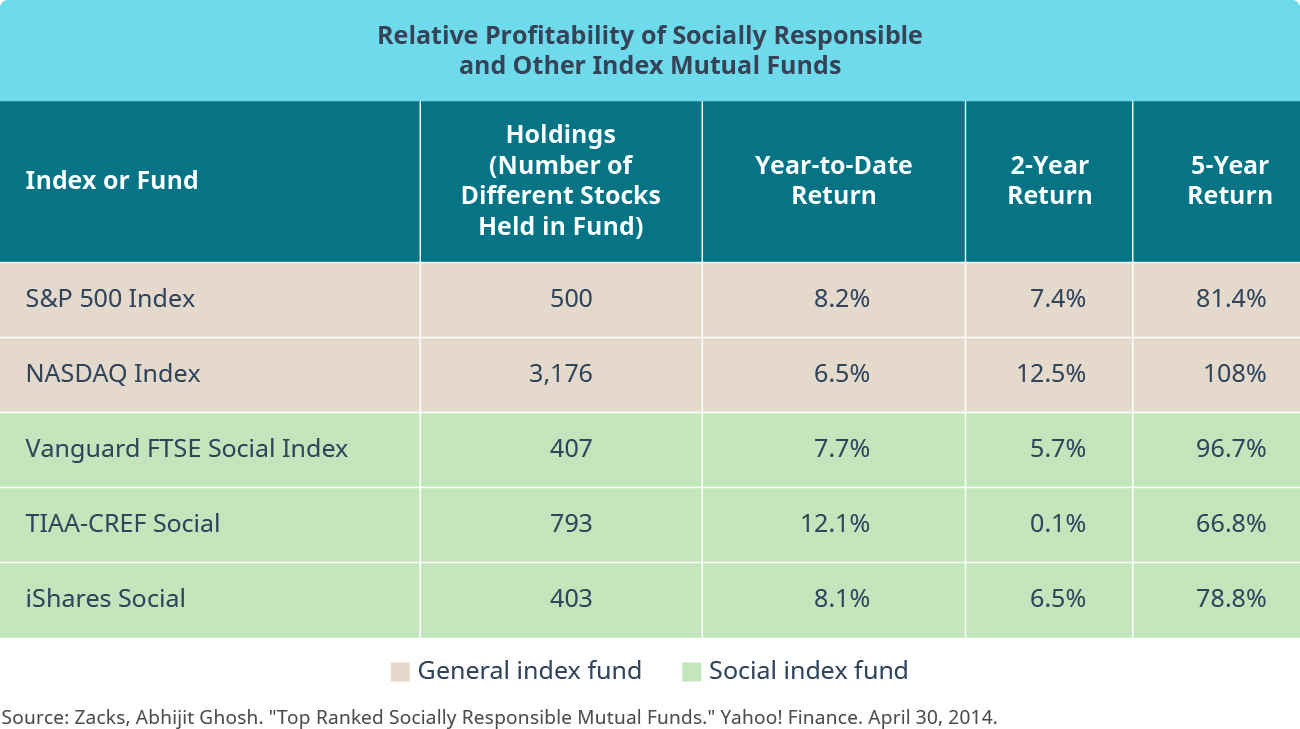 Relative Profitability of Socially Responsible
and Other Index Mutual Funds
Index or Fund
Holdings
(Number of
Different Stocks
Held in Fund)
Year-to-Date
Return
2-Year
Return
5-Year
Return
S&P 500 Index 500 8.2% 7.4% 81.4%
NASDAQ Index 3,176 6.5% 12.5% 108%
Vanguard FTSE Social Index 407 7.7% 5.7% 96.7%
TIAA-CREF Social 793 12.1% 0.1% 66.8%
iShares Social 403 8.1% 6.5% 78.8%
General index fund Social index fund
Source: Zacks, Abhijit Ghosh. "Top Ranked Socially Responsible Mutual Funds." Yahoo! Finance. April 30, 2014.